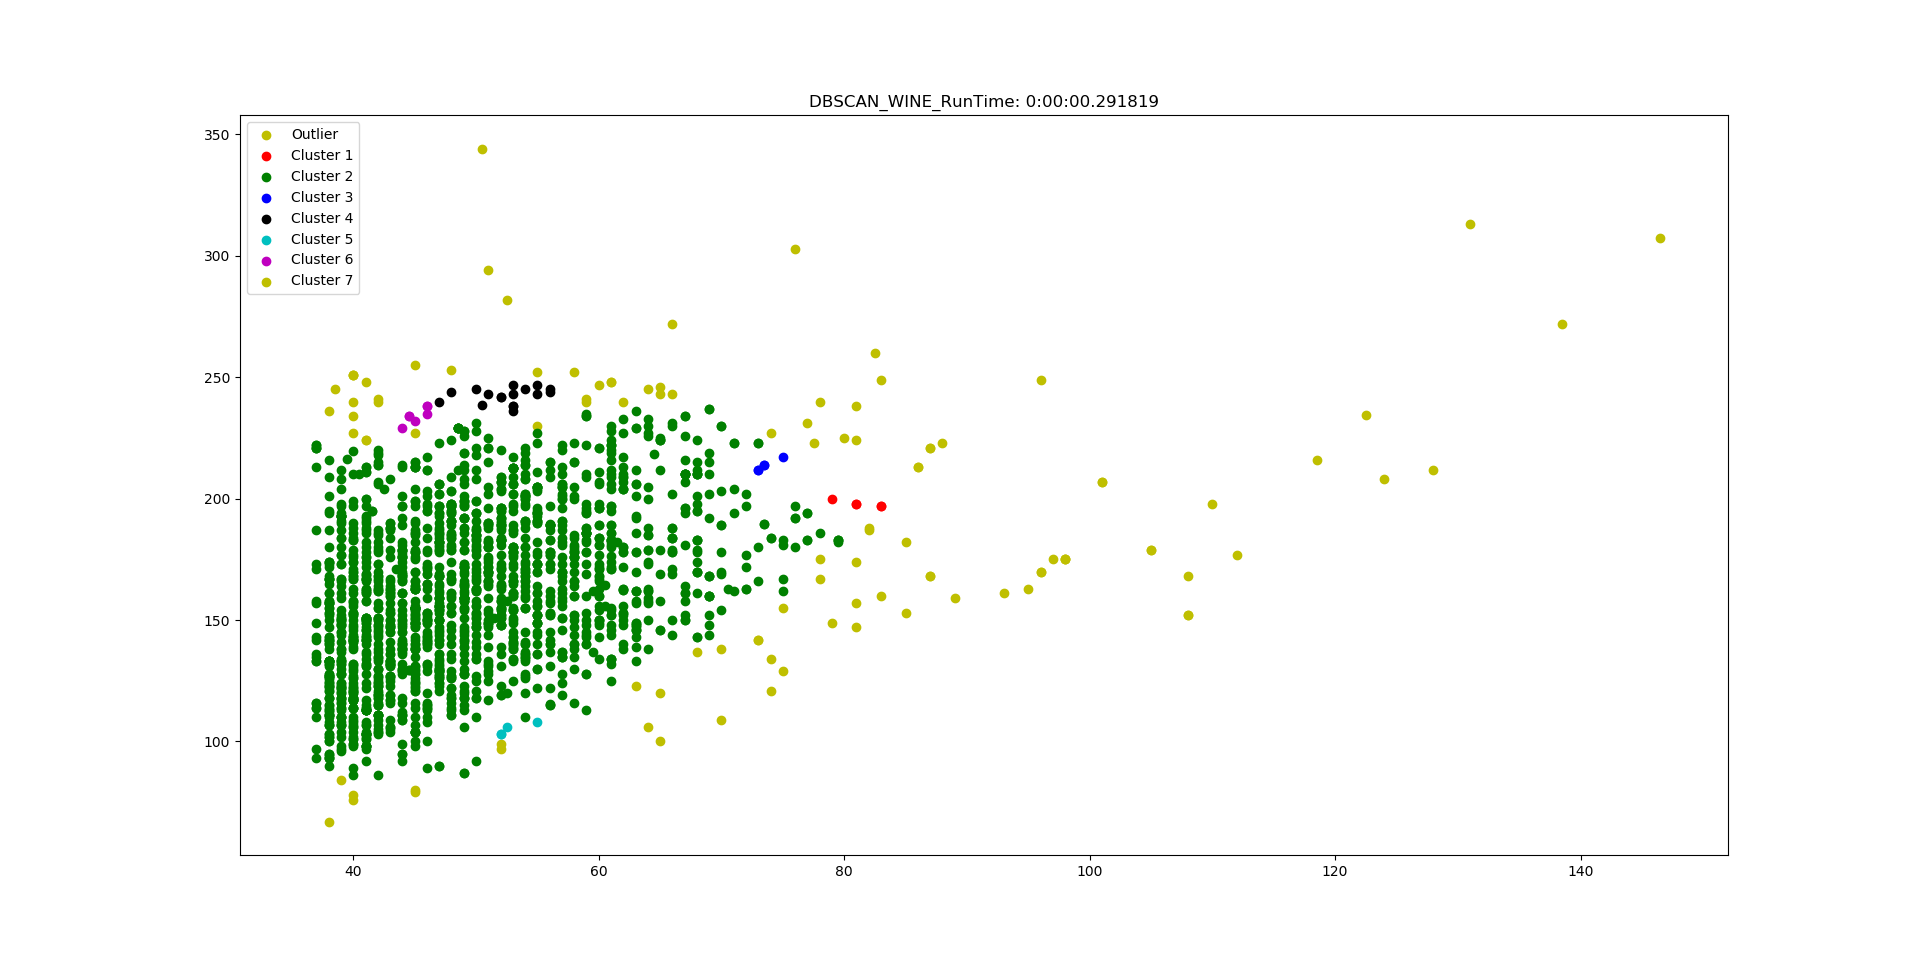 DBSCAN_WINE_RunTime: 0:00:00.291819
350
300
250
200
150
100
Outlier
Cluster 1
Cluster 2
Cluster 3
Cluster 4
Cluster 5
Cluster 6
Cluster 7
40 60 80 100 120 140